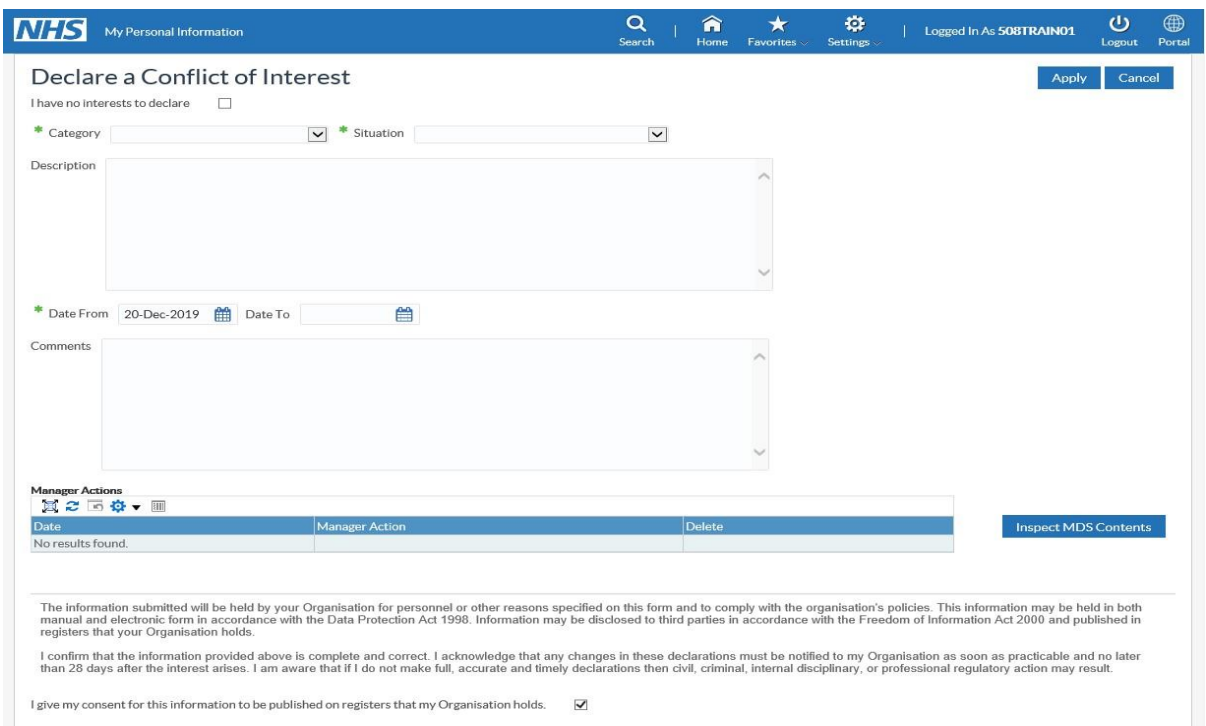 NHS My Personal Information Search | Home Favorites Settings | Logged In As 508TRAIN01 Logout Portal
Declare a Conflict of Interest Apply Cancel
I have no interests to declare
* Category * Situation
Description
* Date From 20-Dec-2019 Date To
Comments
Manager Actions
Date Manager Action Delete
Inspect MDS Contents
No results found.
The information submitted will be held by your Organisation for personnel or other reasons specified on this form and to comply with the organisation's policies. This information may be held in both
manual and electronic form in accordance with the Data Protection Act 1998. Information may be disclosed to third parties in accordance with the Freedom of Information Act 2000 and published in
registers that your Organisation holds.
I confirm that the information provided above is complete and correct. I acknowledge that any changes in these declarations must be notified to my Organisation as soon as practicable and no later
than 28 days after the interest arises. I am aware that if I do not make full, accurate and timely declarations then civil, criminal, internal disciplinary, or professional regulatory action may result.
I give my consent for this information to be published on registers that my Organisation holds.